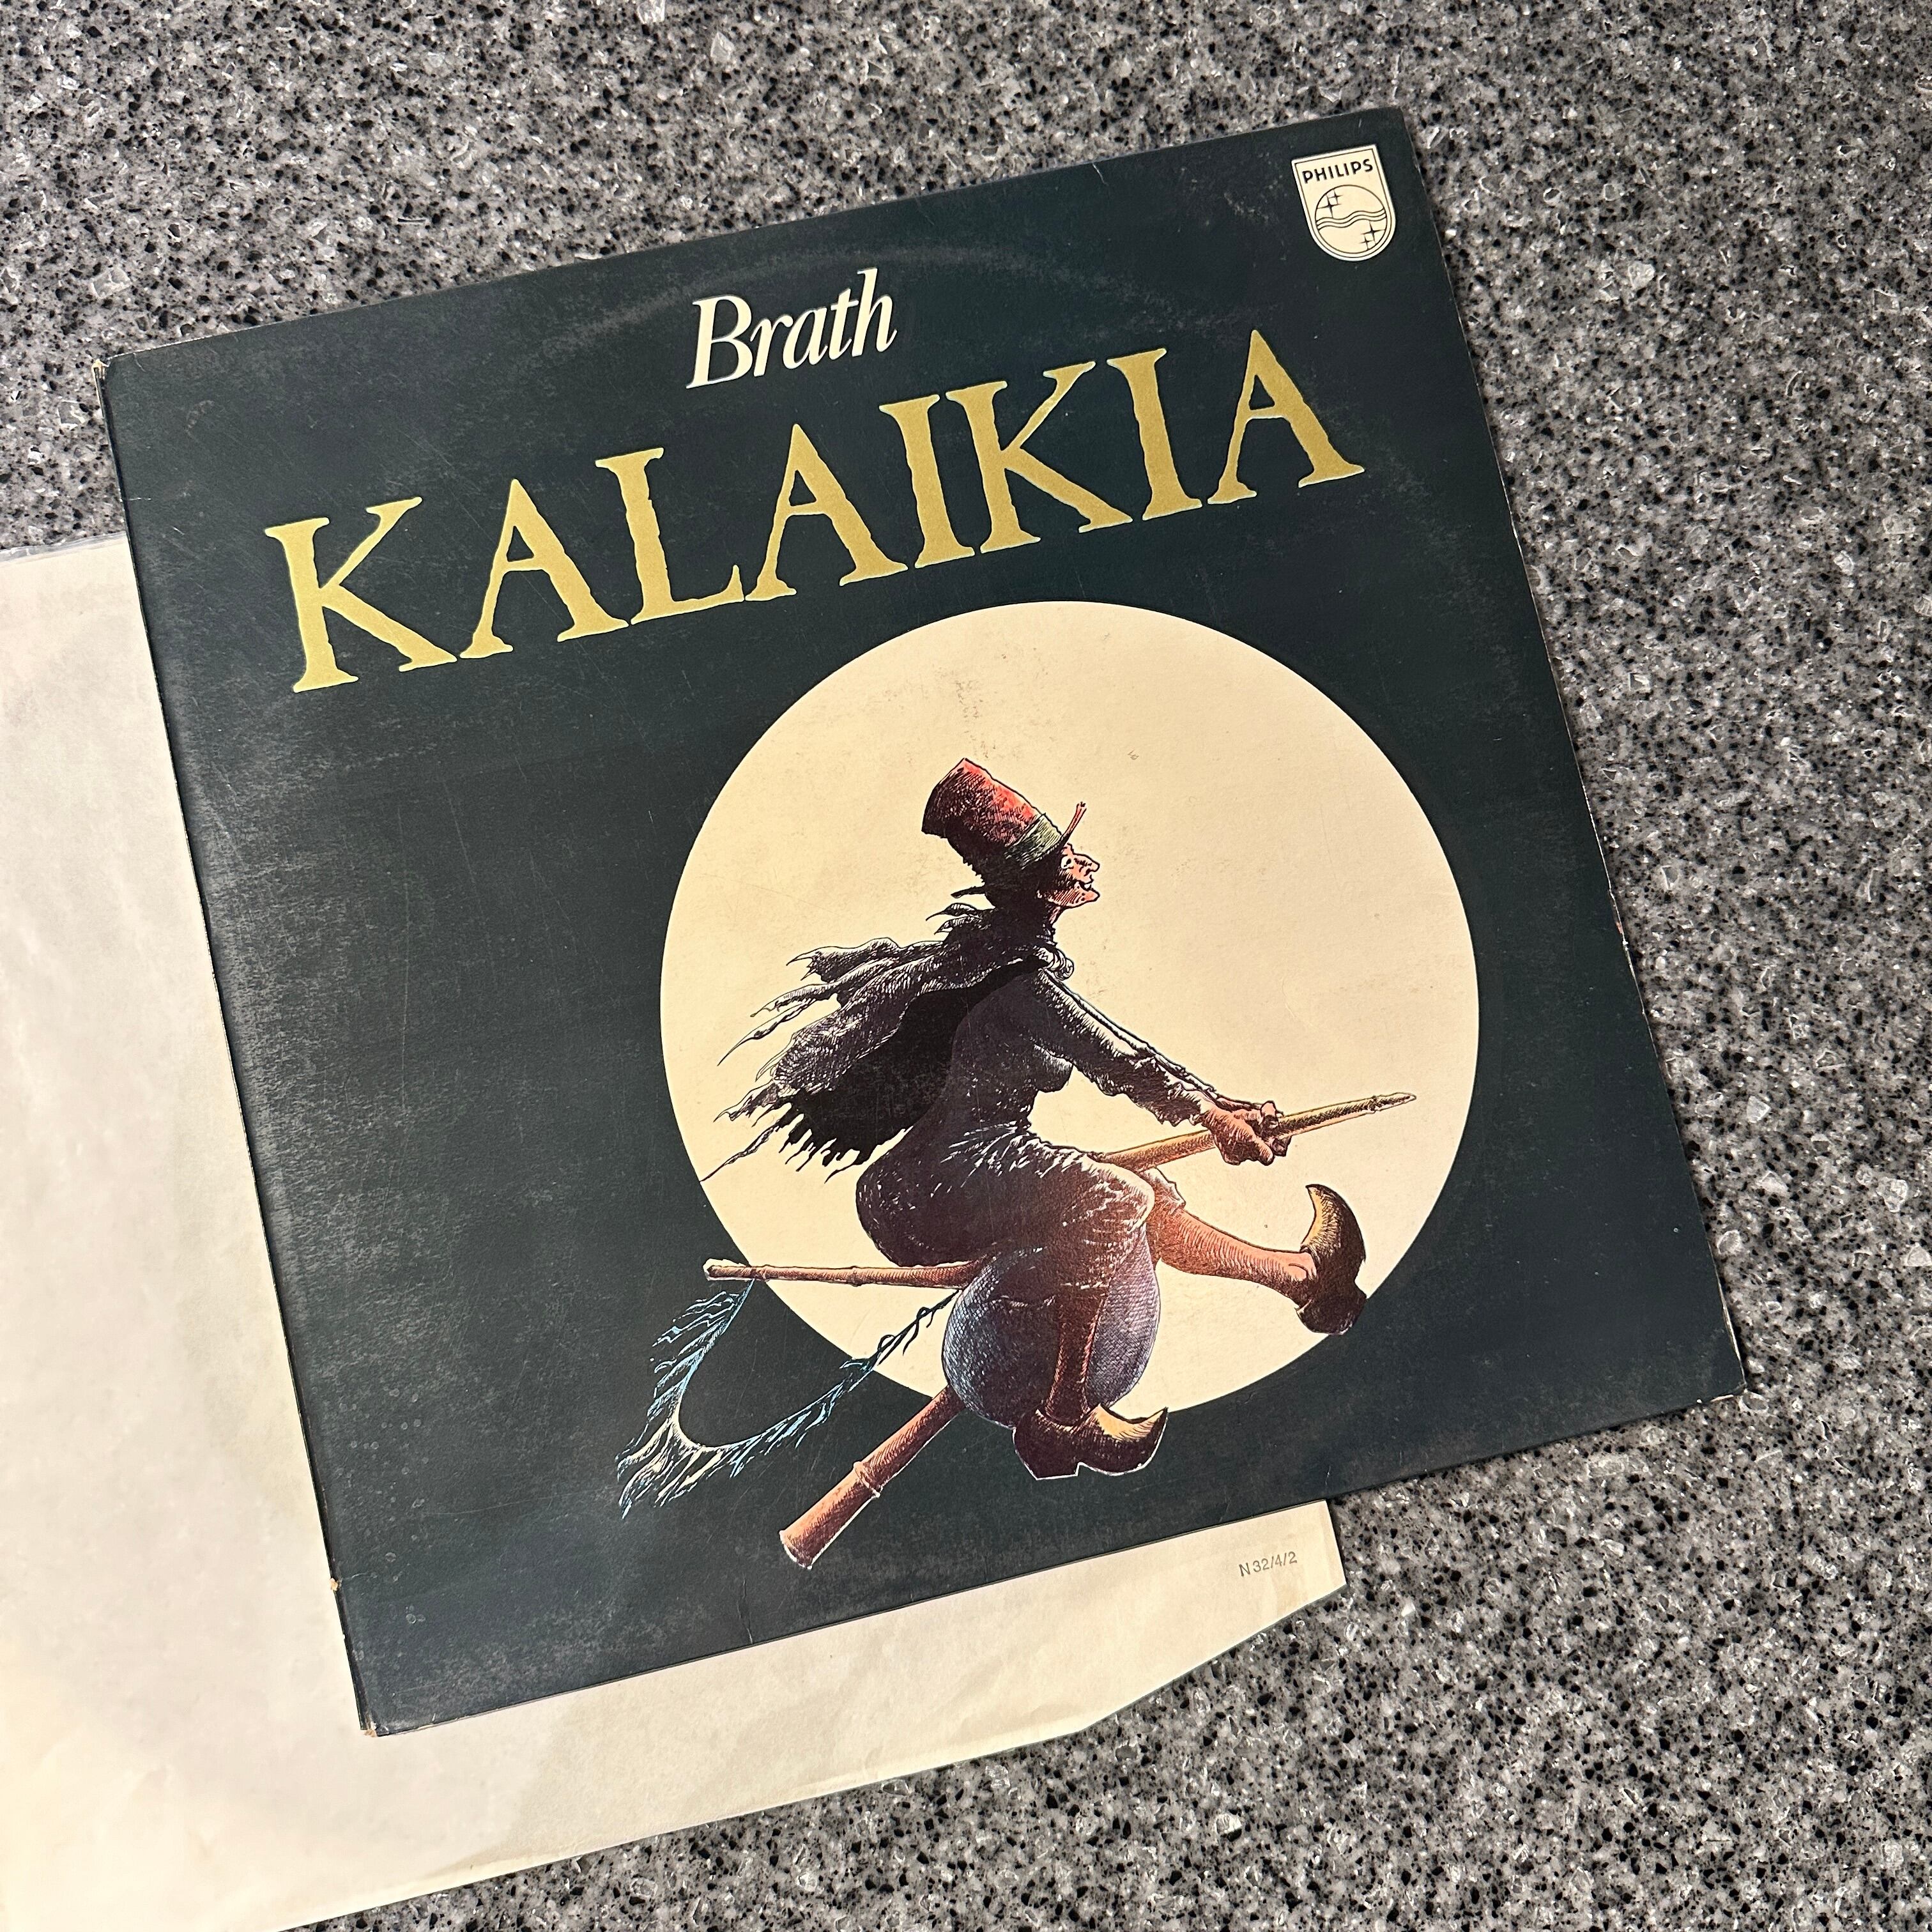 PHILIPS
Brath
KALAIKIA
N 32/4/2